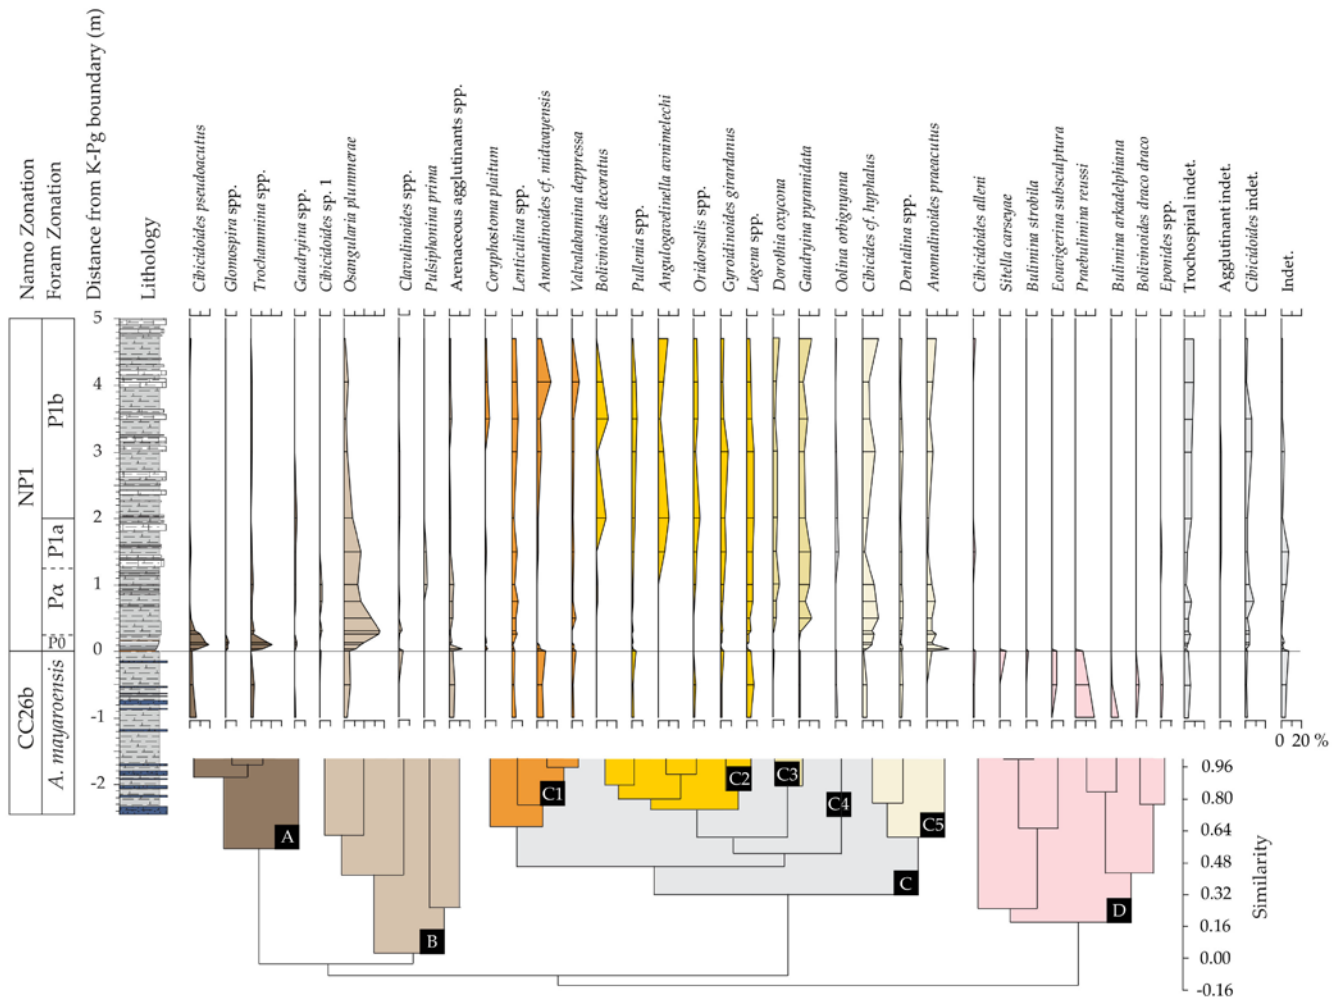 Nanno Zonation
Foram Zonation
Distance from K-Pg boundary (m)
Lithology
Cibicidoides pseudoacutus
Glomospira spp.
Trochammina spp.
Gaudryina spp.
Cibicidoides sp. 1
Osangularia plummerae
Clavulinoides spp.
Pulsiphonina prima
Arenaceous agglutinants spp.
Coryphostoma plaitum
Lenticulina spp.
Anomalinoides cf. midwayensis
Valvalabamina depressa
Bolivinoides decoratus
Pullenia spp.
Angulogavelinella avnimelechi
Oridorsalis spp.
Gyroidinoides girardanus
Lagena spp.
Dorothia oxycona
Gaudryina pyramidata
Oolina orbignyana
Cibicides cf. hyphalus
Dentalina spp.
Anomalinoides praeacutus
Cibicidoides alleni
Sitella carseyae
Bulimina strobila
Eouvigerina subsculptura
Praebulimina reussi
Bulimina arkadelphiana
Bolivinoides draco draco
Eponides spp.
Trochospiral indet.
Agglutinant indet.
Cibicidoides indet.
Indet.
NP1
CC26b
P1b
P1a
Pα
P0
A. mayaroensis
5
4
3
2
1
0
-1
-2
0 20 %
A
B
C1
C2
C3
C4
C5
C
D
0.96
0.80
0.64
0.48
0.32
0.16
0.00
-0.16
Similarity